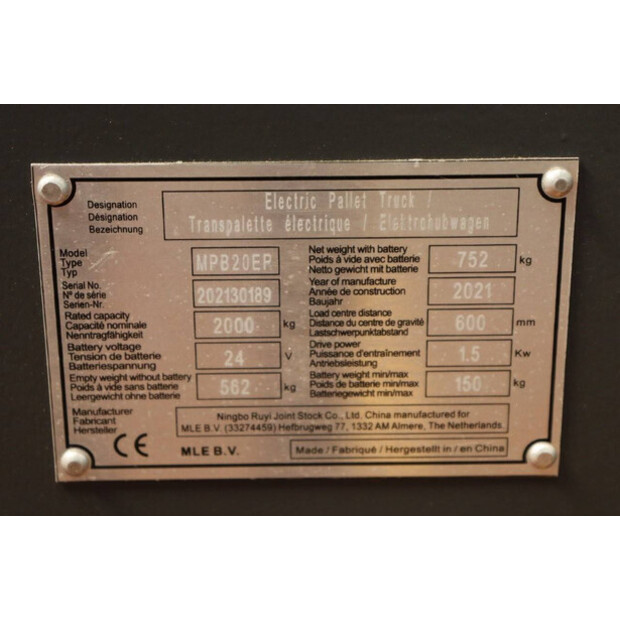 Designation
Désignation
Bezeichnung
Electric Pallet Truck /
Transpalette électrique / Elektrohubwagen
Model
Type
Typ
MPB20EP
Net weight with battery
Poids à vide avec batterie
Netto gewicht mit batterie
752 kg
Serial No.
N° de série
Serien-Nr.
202130189
Year of manufacture
Année de construction
Baujahr
2021
Rated capacity
Capacité nominale
Nenntragfähigkeit
2000 kg
Load centre distance
Distance du centre de gravité
Lastschwerpunktabstand
600 mm
Battery voltage
Tension de batterie
Batteriespannung
24 V
Drive power
Puissance d'entraînement
Antriebsleistung
1.5 Kw
Empty weight without battery
Poids à vide sans batterie
Leergewicht ohne batterie
562 kg
Battery weight min/max
Poids de batterie min/max
Batteriegewicht min/max
150 kg
Manufacturer
Fabricant
Hersteller
Ningbo Ruyi Joint Stock Co., Ltd. China manufactured for
MLE B.V. (33274459) Hefbrugweg 77, 1332 AM Almere, The Netherlands.
CE MLE B.V.
Made / Fabriqué / Hergestellt in / en China